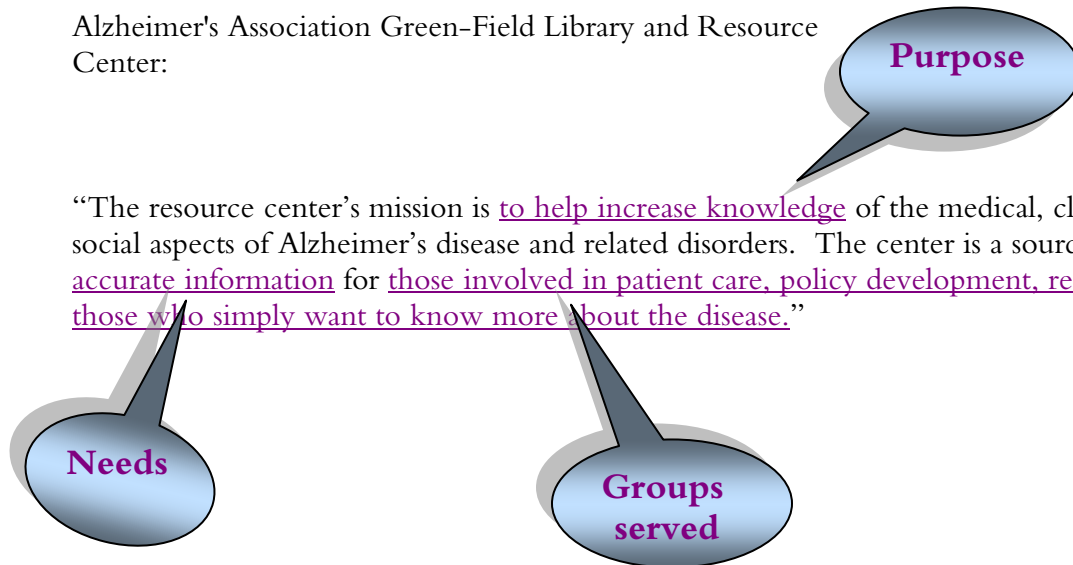 Alzheimer's Association Green-Field Library and Resource
Center:
Purpose
“The resource center’s mission is to help increase knowledge of the medical,
social aspects of Alzheimer’s disease and related disorders.  The center is a
accurate information for those involved in patient care, policy development,
those who simply want to know more about the disease.”
Needs
Groups
served